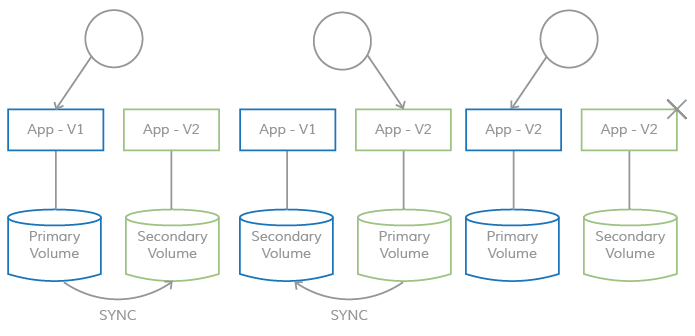 App - V1
App - V2
App - V1
App - V2
App - V2
App - V2
Primary
Volume
Secondary
Volume
Secondary
Volume
Primary
Volume
Primary
Volume
Secondary
Volume
SYNC
SYNC